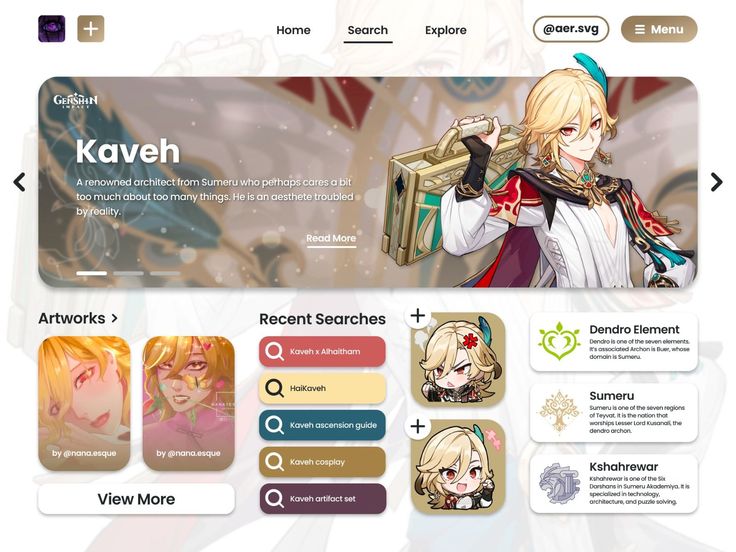 Home
Search
Explore
@aer.svg
Menu
GENSHIN
IMPACT
Kaveh
A renowned architect from Sumeru who perhaps cares a bit
too much about too many things. He is an aesthete troubled
by reality.
Read More
Artworks
by @nana.esque
by @nana.esque
View More
Recent Searches
Kaveh x Alhaitham
HaiKaveh
Kaveh ascension guide
Kaveh cosplay
Kaveh artifact set
Dendro Element
Dendro is one of the seven elements.
It's associated Archon is Buer, whose
domain is Sumeru.
Sumeru
Sumeru is one of the seven regions
of Teyvat. It is the nation that
worships Lesser Lord Kusanali, the
dendro archon.
Kshahrewar
Kshahrewar is one of the Six
Darshans in Sumeru Akademiya. It is
specialized in technology,
architecture, and puzzle solving.